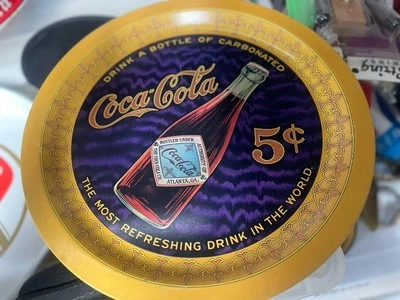 DRINK A BOTTLE OF CARBONATED
Coca-Cola
5¢
BOTTLED UNDER
Coca-Cola
ATLANTA, GA.
THE MOST REFRESHING DRINK IN THE WORLD.